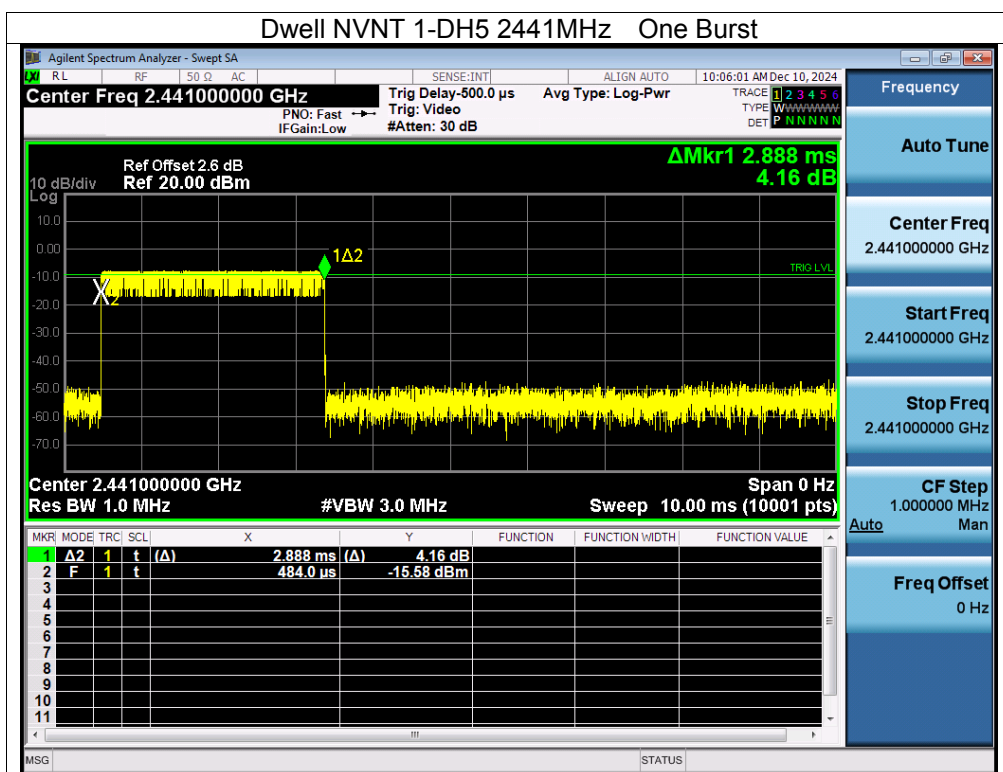 Dwell NVNT 1-DH5 2441MHz One Burst
Agilent Spectrum Analyzer - Swept SA
LXI RL RF 50 Ω AC SENSE:INT ALIGN AUTO 10:06:01 AM Dec 10, 2024
Center Freq 2.441000000 GHz Trig Delay-500.0 µs Avg Type: Log-Pwr TRACE 1 2 3 4 5 6
PNO: Fast Trig: Video TYPE WWWWWWW
IFGain:Low #Atten: 30 dB DET P N N N N N
ΔMkr1 2.888 ms
4.16 dB
Ref Offset 2.6 dB
10 dB/div Ref 20.00 dBm
Log
10.0
0.00
-10.0
-20.0
-30.0
-40.0
-50.0
-60.0
-70.0
1Δ2
TRIG LVL
2
Center 2.441000000 GHz Span 0 Hz
Res BW 1.0 MHz #VBW 3.0 MHz Sweep 10.00 ms (10001 pts)
MKR MODE TRC SCL X Y FUNCTION FUNCTION WIDTH FUNCTION VALUE
1 Δ2 1 t (Δ) 2.888 ms (Δ) 4.16 dB
2 F 1 t 484.0 µs -15.58 dBm
3
4
5
6
7
8
9
10
11
MSG STATUS
Frequency
Auto Tune
Center Freq
2.441000000 GHz
Start Freq
2.441000000 GHz
Stop Freq
2.441000000 GHz
CF Step
1.000000 MHz
Auto Man
Freq Offset
0 Hz